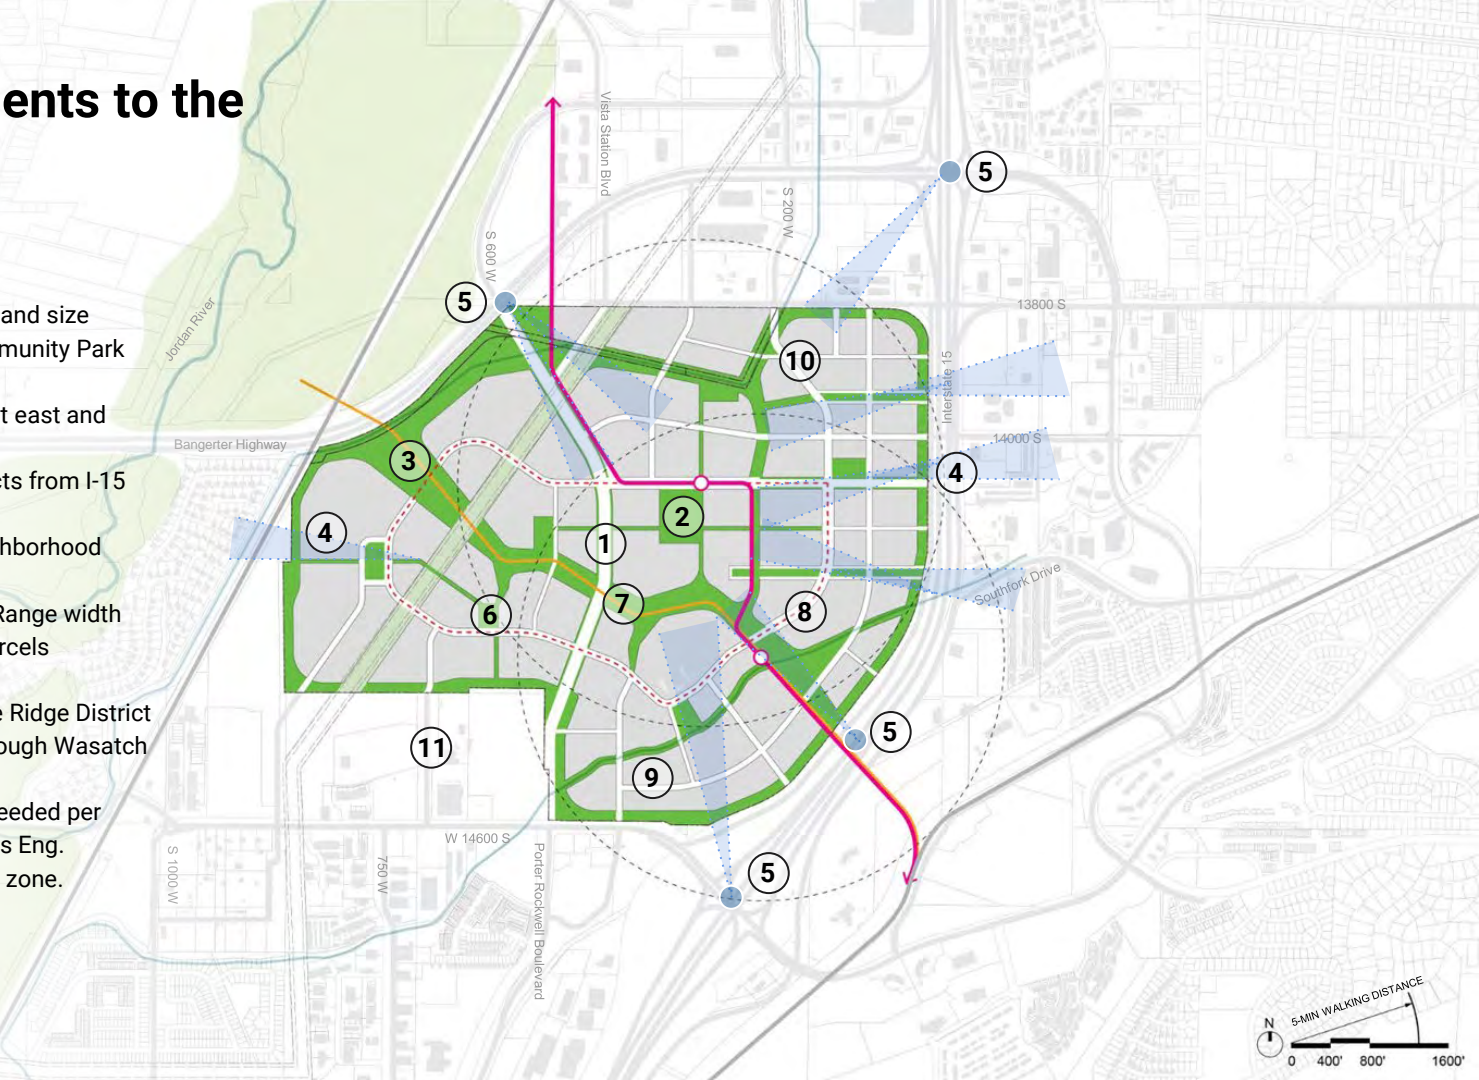 ents to the
and size
munity Park
t east and
cts from I-15
ghborhood
Range width
rcels
e Ridge District
ough Wasatch
eeded per
s Eng.
zone.
Vista Station Blvd
S 200 W
S 600 W
5
5
Jordan River
13800 S
Interstate 15
10
Bangerter Highway
14000 S
3
4
4
2
1
Southfork Drive
6
7
8
5
11
9
W 14600 S
S 1000 W
750 W
Porter Rockwell Boulevard
5
5-MIN WALKING DISTANCE
N
0 400' 800' 1600'